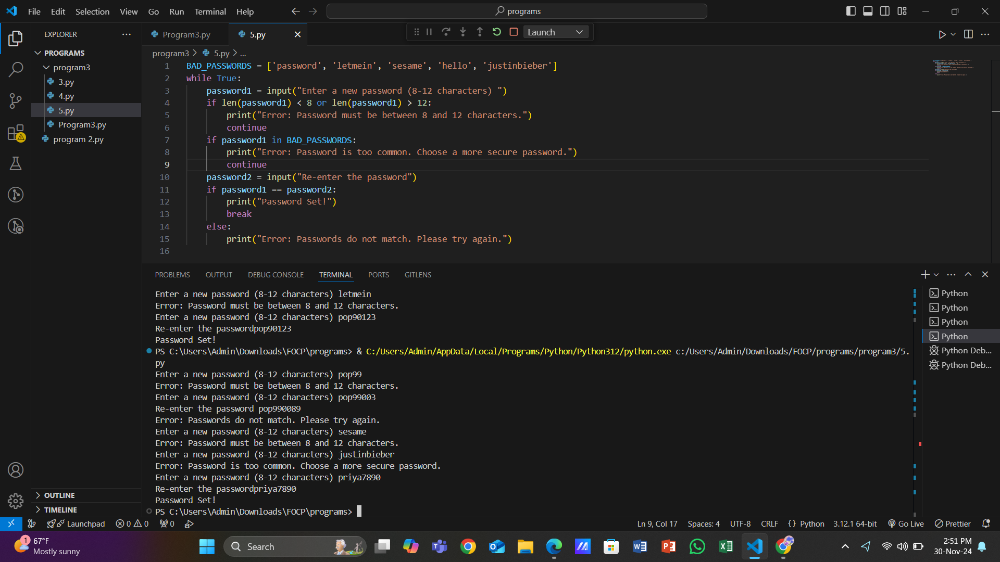 File Edit Selection View Go Run Terminal Help
programs
EXPLORER
PROGRAMS
program3
3.py
4.py
5.py
Program3.py
program 2.py
OUTLINE
TIMELINE
Program3.py
5.py
Launch
program3 > 5.py > ...
1 BAD_PASSWORDS = ['password', 'letmein', 'sesame', 'hello', 'justinbieber']
2 while True:
3 password1 = input("Enter a new password (8-12 characters) ")
4 if len(password1) < 8 or len(password1) > 12:
5 print("Error: Password must be between 8 and 12 characters.")
6 continue
7 if password1 in BAD_PASSWORDS:
8 print("Error: Password is too common. Choose a more secure password.")
9 continue
10 password2 = input("Re-enter the password")
11 if password1 == password2:
12 print("Password Set!")
13 break
14 else:
15 print("Error: Passwords do not match. Please try again.")
16
PROBLEMS OUTPUT DEBUG CONSOLE TERMINAL PORTS GITLENS
Enter a new password (8-12 characters) letmein
Error: Password must be between 8 and 12 characters.
Enter a new password (8-12 characters) pop90123
Re-enter the passwordpop90123
Password Set!
PS C:\Users\Admin\Downloads\FOCP\programs> & C:/Users/Admin/AppData/Local/Programs/Python/Python312/python.exe c:/Users/Admin/Downloads/FOCP/programs/program3/5.
py
Enter a new password (8-12 characters) pop99
Error: Password must be between 8 and 12 characters.
Enter a new password (8-12 characters) pop99003
Re-enter the password pop990089
Error: Passwords do not match. Please try again.
Enter a new password (8-12 characters) sesame
Error: Password must be between 8 and 12 characters.
Enter a new password (8-12 characters) justinbieber
Error: Password is too common. Choose a more secure password.
Enter a new password (8-12 characters) priya7890
Re-enter the passwordpriya7890
Password Set!
PS C:\Users\Admin\Downloads\FOCP\programs>
Python
Python
Python
Python
Python Deb...
Python Deb...
Launchpad 0 0 0
Ln 9, Col 17 Spaces: 4 UTF-8 CRLF {} Python 3.12.1 64-bit Go Live Prettier
1
67°F
Mostly sunny
Search
2:51 PM
30-Nov-24